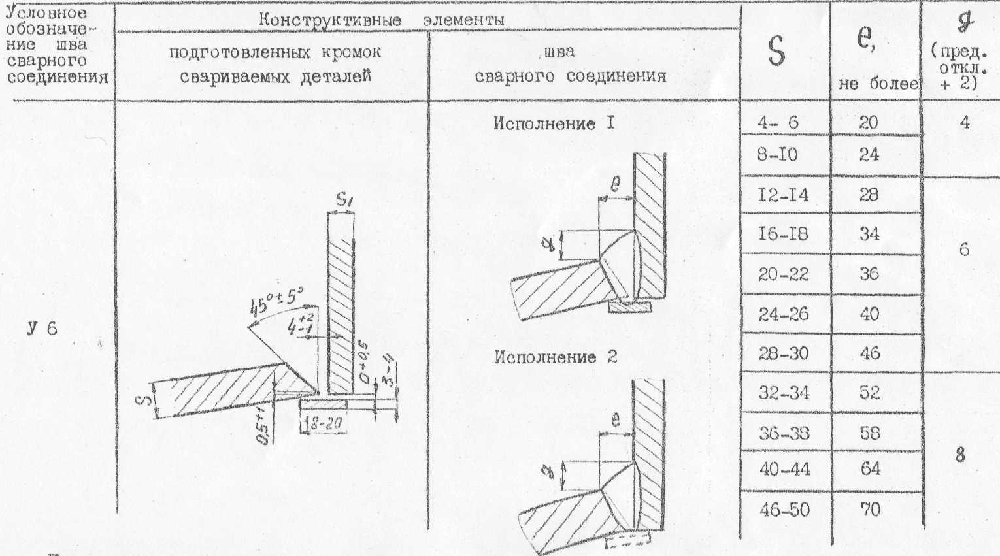 Условное
обозначе-
ние шва
сварного
соединения
Конструктивные элементы
подготовленных кромок
свариваемых деталей
шва
сварного соединения
S
e,
не более
g
(пред.
откл.
+ 2)
У 6
S₁
45°±5°
4+2-1
0+0,5
3-4
S
0,5+1
18-20
Исполнение I
e
g
Исполнение 2
e
g
4- 6 20 4
8-I0 24
I2-I4 28
I6-I8 34 6
20-22 36
24-26 40
28-30 46
32-34 52
36-38 58 8
40-44 64
46-50 70